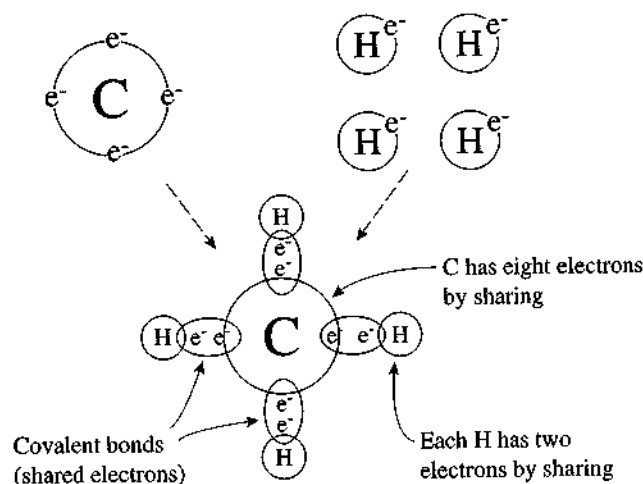 e⁻
e⁻ C e⁻
e⁻
H e⁻ H e⁻
H e⁻ H e⁻
H
e⁻
e⁻
C has eight electrons
by sharing
H e⁻ e⁻ C e⁻ e⁻ H
e⁻
e⁻
H
Covalent bonds
(shared electrons)
Each H has two
electrons by sharing